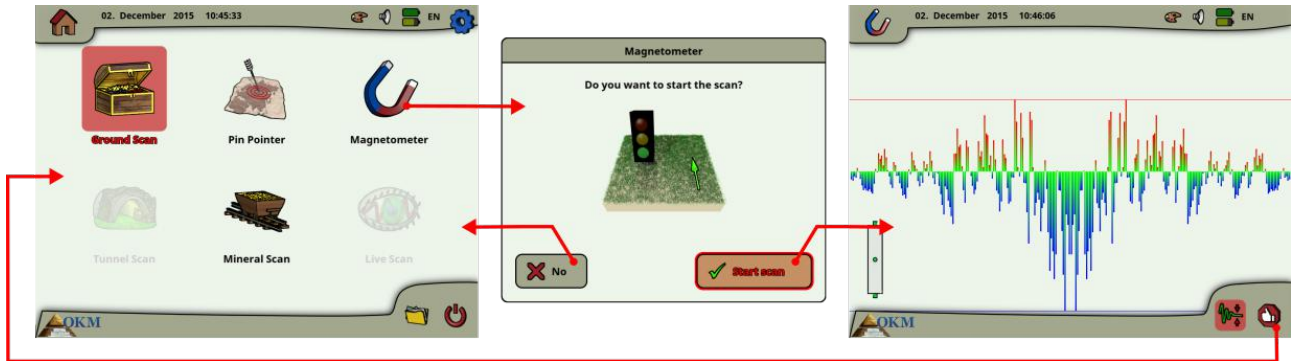 02. December 2015 10:45:33
EN
Ground Scan
Pin Pointer
Magnetometer
Tunnel Scan
Mineral Scan
Live Scan
OKM
Magnetometer
Do you want to start the scan?
No
Start scan
02. December 2015 10:46:06
EN
OKM